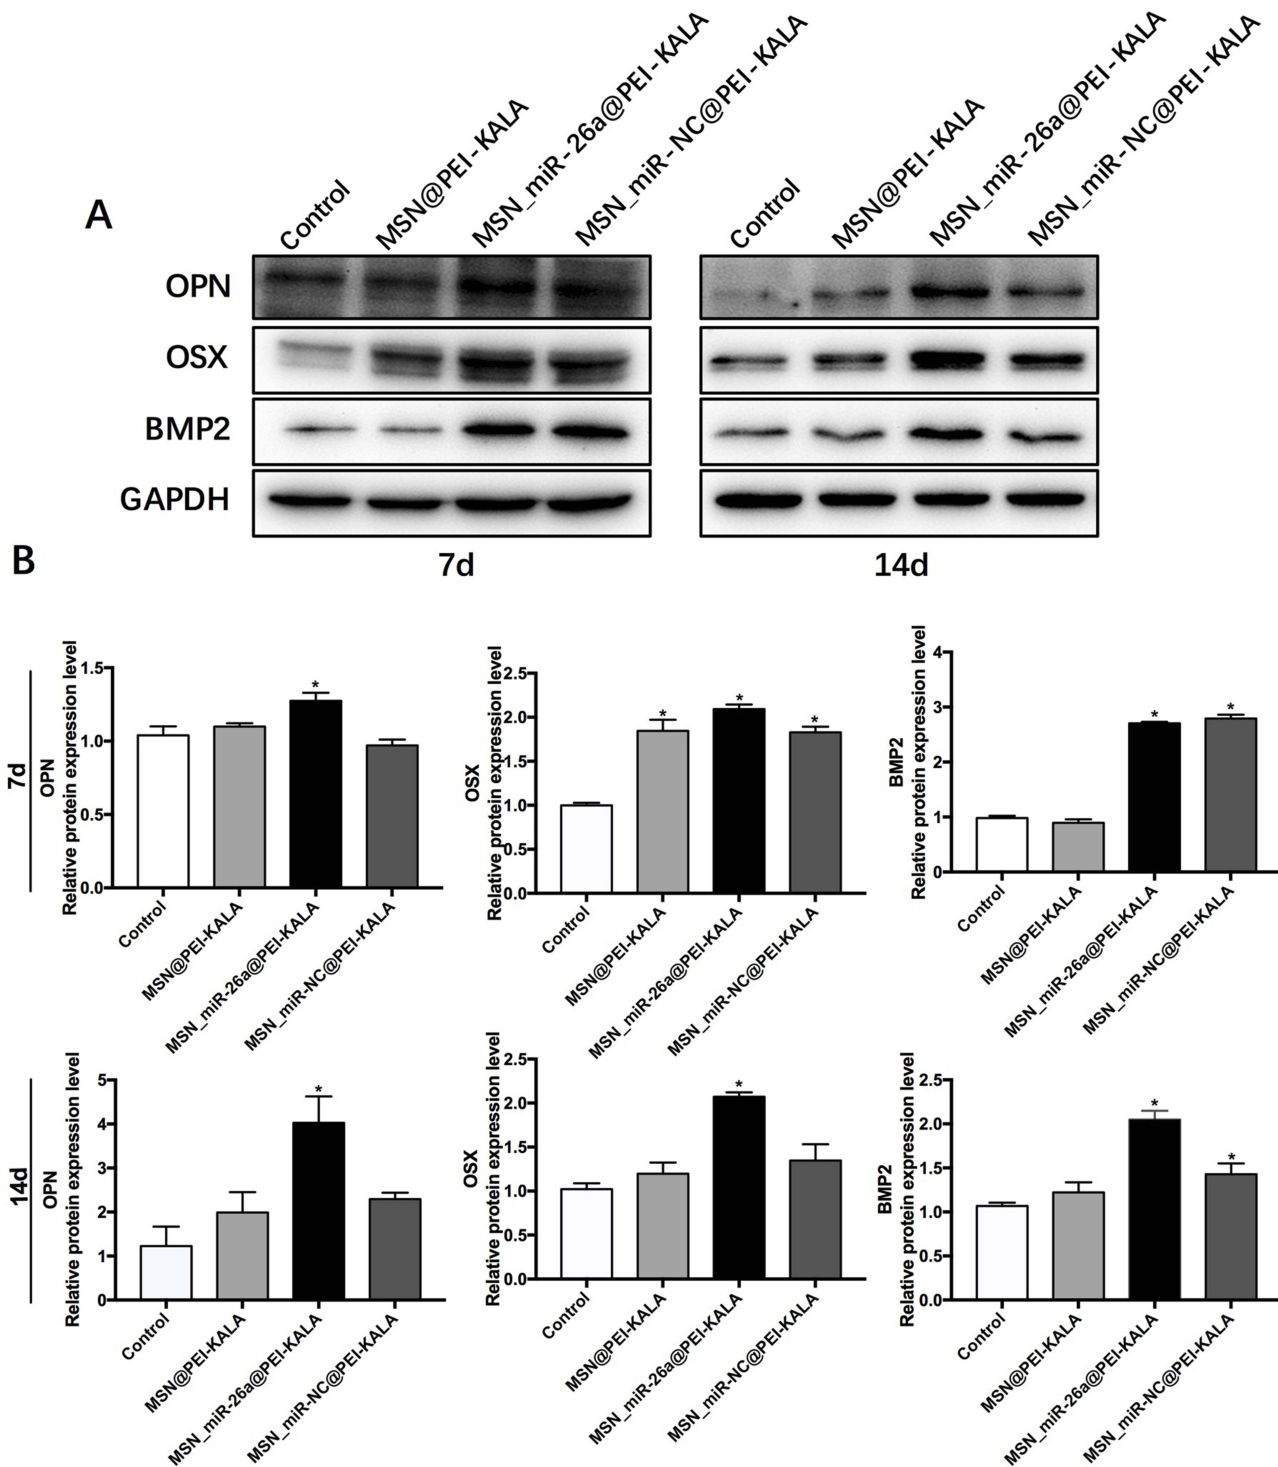 A
Control
MSN@PEI-KALA
MSN_miR-26a@PEI-KALA
MSN_miR-NC@PEI-KALA
Control
MSN@PEI-KALA
MSN_miR-26a@PEI-KALA
MSN_miR-NC@PEI-KALA
OPN
OSX
BMP2
GAPDH
7d
14d
B
7d
OPN
Relative protein expression level
1.5
1.0
0.5
0.0
*
Control
MSN@PEI-KALA
MSN_miR-26a@PEI-KALA
MSN_miR-NC@PEI-KALA
OSX
Relative protein expression level
2.5
2.0
1.5
1.0
0.5
0.0
* * *
Control
MSN@PEI-KALA
MSN_miR-26a@PEI-KALA
MSN_miR-NC@PEI-KALA
BMP2
Relative protein expression level
4
3
2
1
0
* *
Control
MSN@PEI-KALA
MSN_miR-26a@PEI-KALA
MSN_miR-NC@PEI-KALA
14d
OPN
Relative protein expression level
5
4
3
2
1
0
*
Control
MSN@PEI-KALA
MSN_miR-26a@PEI-KALA
MSN_miR-NC@PEI-KALA
OSX
Relative protein expression level
2.5
2.0
1.5
1.0
0.5
0.0
*
Control
MSN@PEI-KALA
MSN_miR-26a@PEI-KALA
MSN_miR-NC@PEI-KALA
BMP2
Relative protein expression level
2.5
2.0
1.5
1.0
0.5
0.0
* *
Control
MSN@PEI-KALA
MSN_miR-26a@PEI-KALA
MSN_miR-NC@PEI-KALA